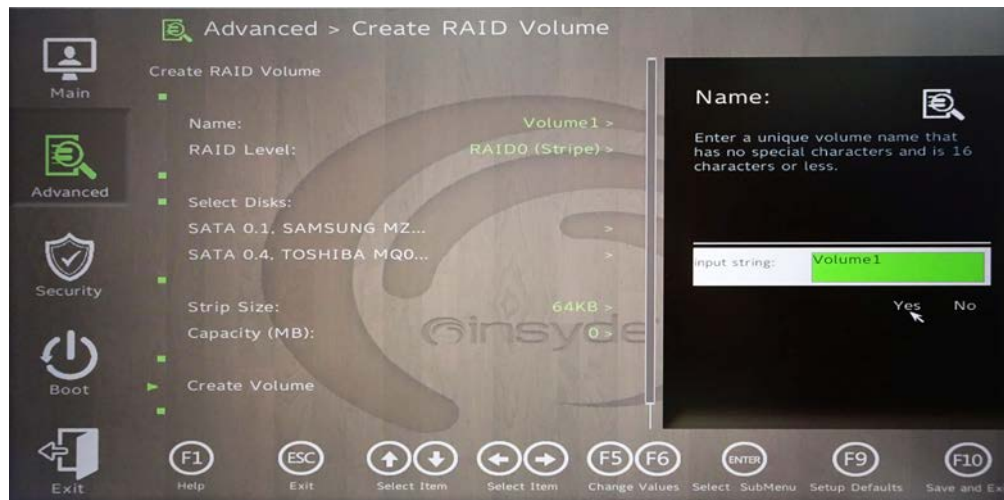 Advanced > Create RAID Volume
Main
Advanced
Security
Boot
Exit
Create RAID Volume
Name: Volume1 >
RAID Level: RAID0 (Stripe) >
Select Disks:
SATA 0.1, SAMSUNG MZ... >
SATA 0.4, TOSHIBA MQ0... >
Strip Size: 64KB >
Capacity (MB): 0 >
Create Volume
insyde
Name:
Enter a unique volume name that
has no special characters and is 16
characters or less.
input string: Volume1
Yes No
F1 Help
ESC Exit
Select Item
Select Item
F5 F6 Change Values
ENTER Select SubMenu
F9 Setup Defaults
F10 Save and Ex